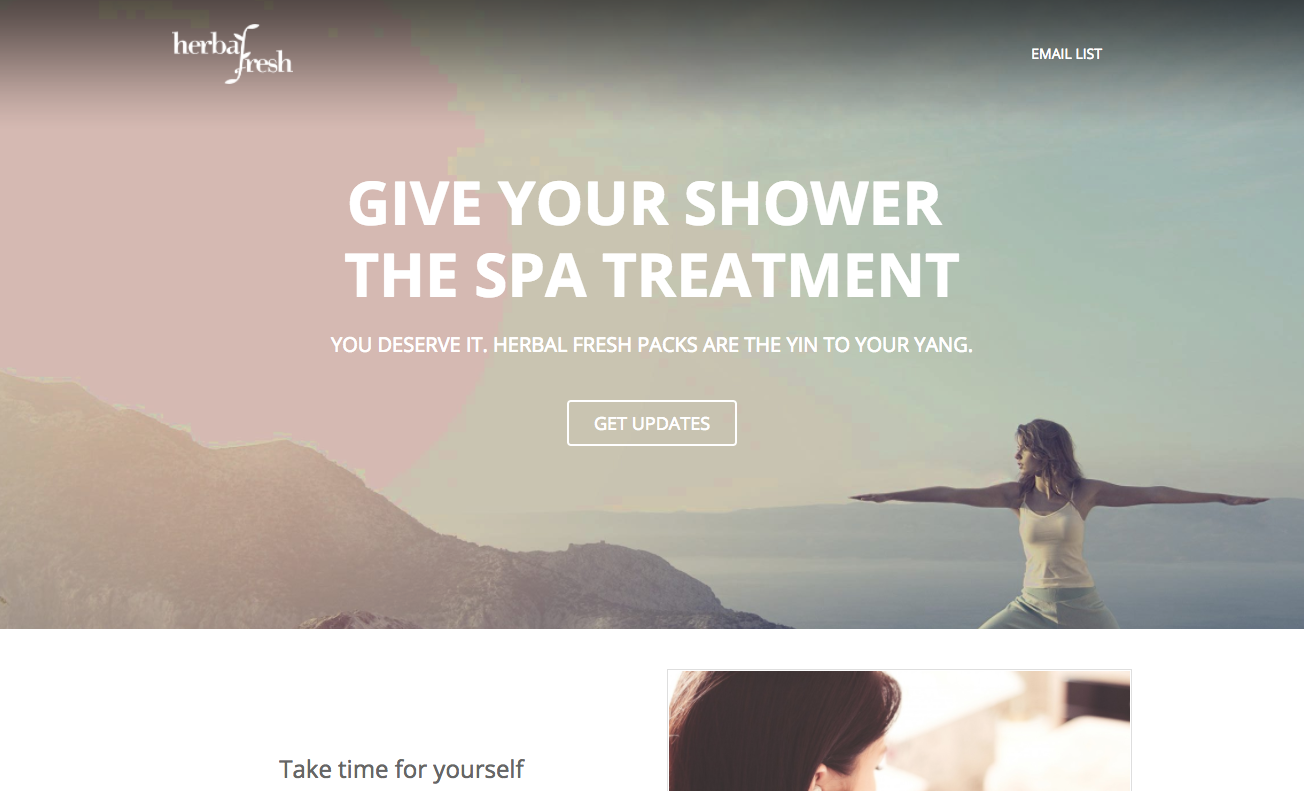 herbal
fresh
EMAIL LIST
GIVE YOUR SHOWER
THE SPA TREATMENT
YOU DESERVE IT. HERBAL FRESH PACKS ARE THE YIN TO YOUR YANG.
GET UPDATES
Take time for yourself